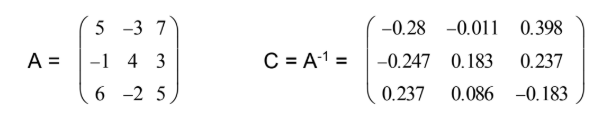 5 –3 7 –0.28 –0.011 0.398
A = –1 4 3 C = A-1 = –0.247 0.183 0.237
6 –2 5 0.237 0.086 –0.183